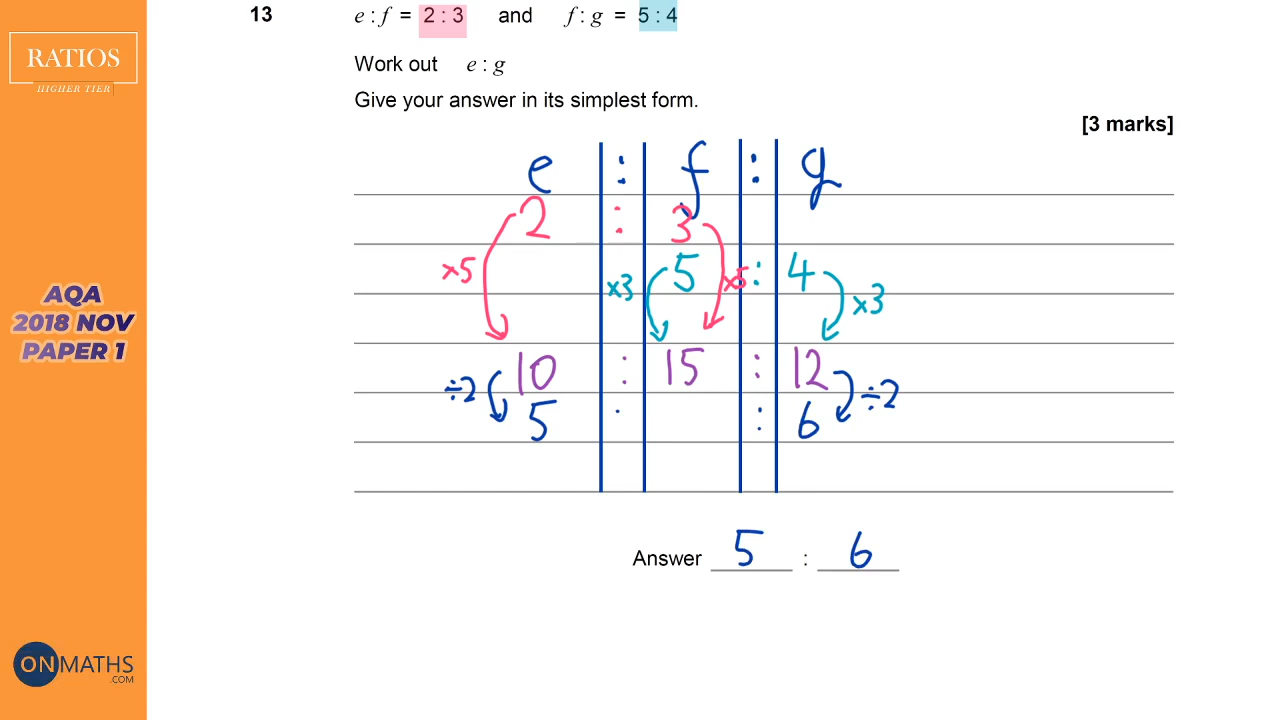 RATIOS
HIGHER TIER
AQA
2018 NOV
PAPER 1
ONMATHS
.COM
13 e : f = 2 : 3 and f : g = 5 : 4
Work out e : g
Give your answer in its simplest form.
[3 marks]
e : f : g
2 : 3
×5 ×3 5 ×5 : 4 ×3
10 : 15 : 12
÷2 5 : : 6 ÷2
Answer 5 : 6